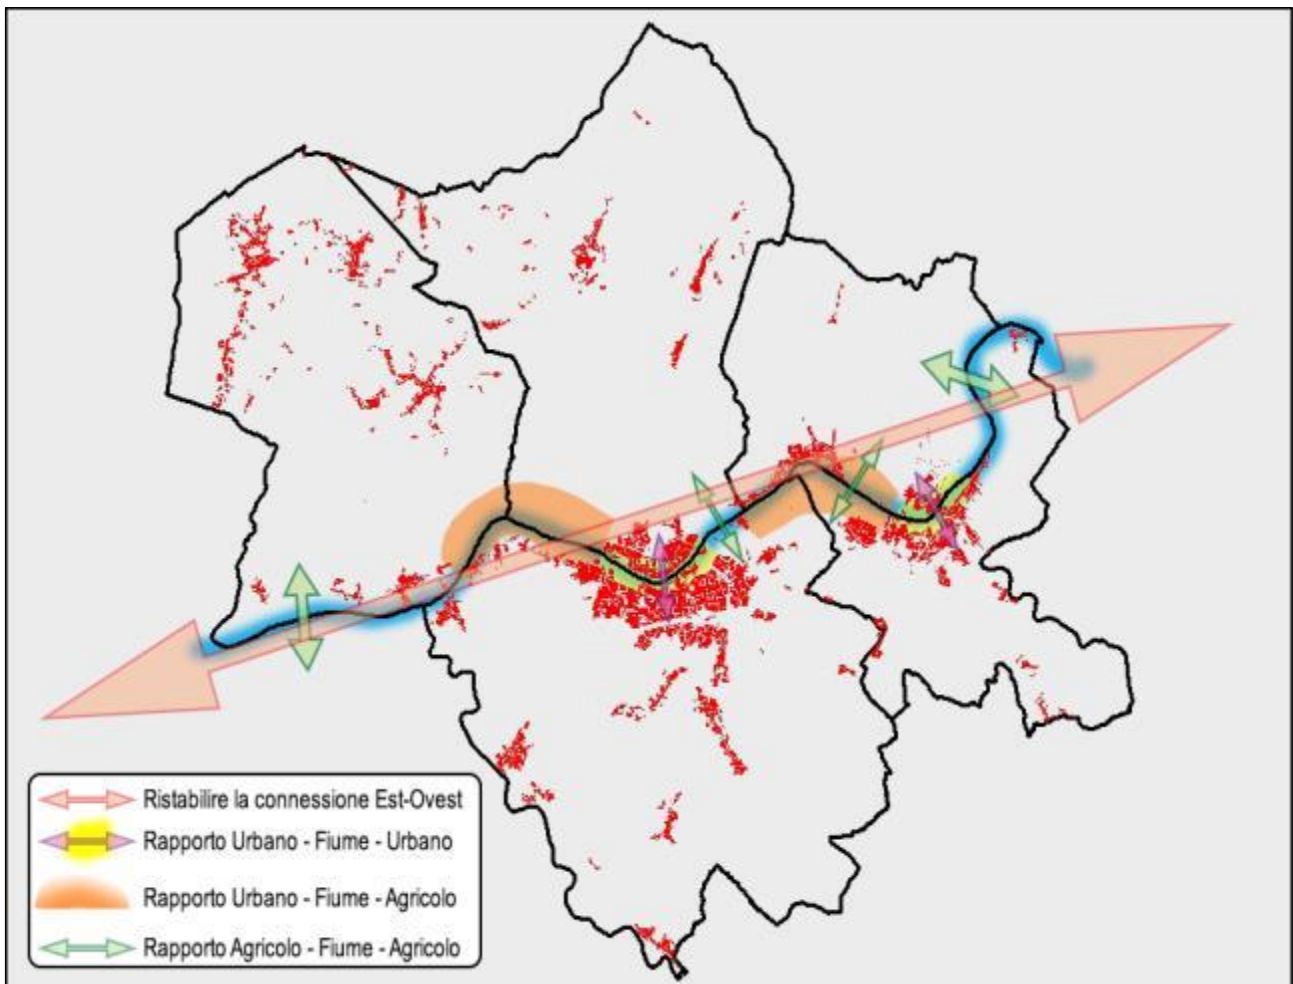 Ristabilire la connessione Est-Ovest
Rapporto Urbano - Fiume - Urbano
Rapporto Urbano - Fiume - Agricolo
Rapporto Agricolo - Fiume - Agricolo